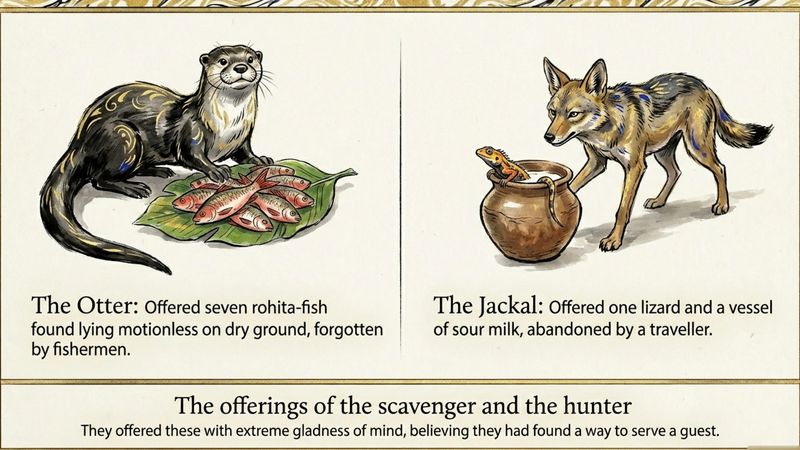 The Otter: Offered seven rohita-fish
found lying motionless on dry ground, forgotten
by fishermen.
The Jackal: Offered one lizard and a vessel
of sour milk, abandoned by a traveller.
The offerings of the scavenger and the hunter
They offered these with extreme gladness of mind, believing they had found a way to serve a guest.